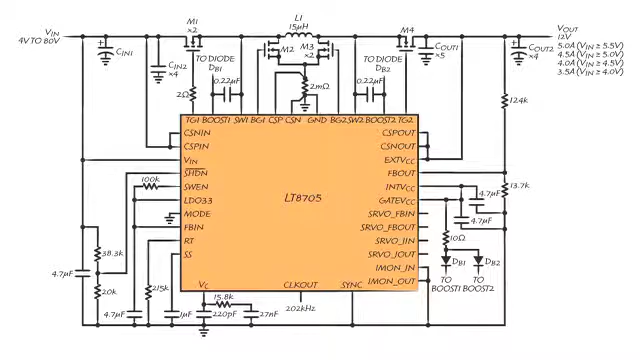 VIN
4V TO 80V
CIN1
CIN2
×4
M1
×2
TO DIODE
DB1
0.22µF
2Ω
L1
15µH
M2
M3
×2
2mΩ
TO DIODE
DB2
0.22µF
M4
COUT1
×5
COUT2
×4
VOUT
12V
5.0A (VIN ≥ 5.5V)
4.5A (VIN ≥ 5.0V)
4.0A (VIN ≥ 4.5V)
3.5A (VIN ≥ 4.0V)
TG1 BOOST1 SW1 BG1 CSP CSN GND BG2 SW2 BOOST2 TG2
CSNIN
CSPIN
VIN
SHDN
SWEN
LDO33
MODE
FBIN
RT
SS
LT8705
CSPOUT
CSNOUT
EXTVCC
FBOUT
INTVCC
GATEVCC
SRVO_FBIN
SRVO_FBOUT
SRVO_IIN
SRVO_IOUT
IMON_IN
IMON_OUT
VC CLKOUT SYNC
100k
38.3k
20k
4.7µF
4.7µF
215k
1µF
15.8k
220pF
27nF
202kHz
124k
13.7k
4.7µF
4.7µF
10Ω
DB1
DB2
TO
BOOST1
TO
BOOST2